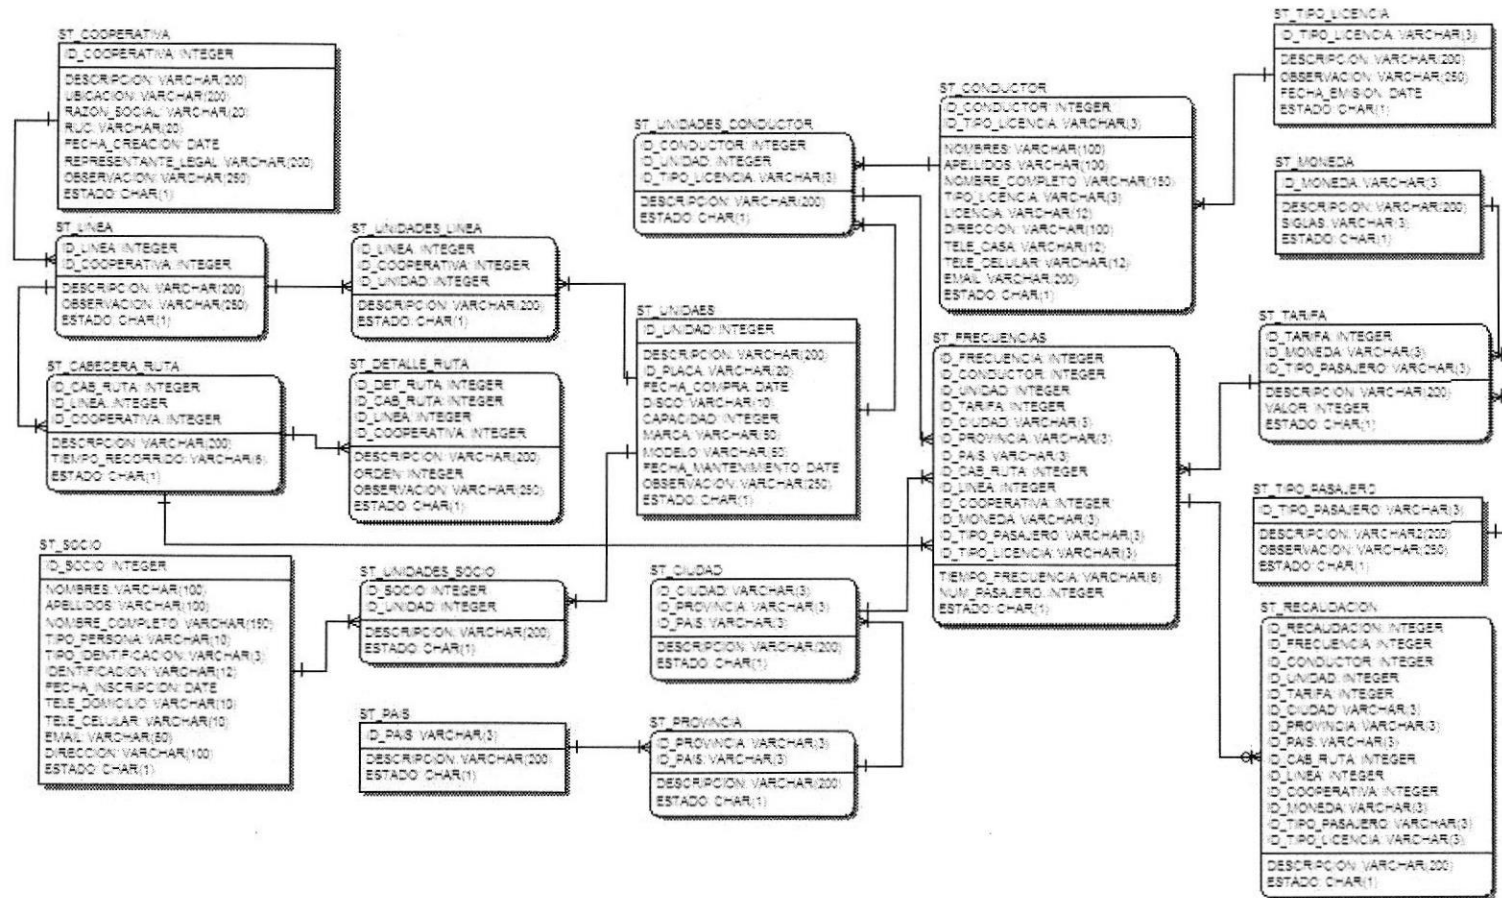 ST_COOPERATIVA
ID_COOPERATIVA: INTEGER
DESCRIPCION: VARCHAR(200)
UBICACION: VARCHAR(200)
RAZON_SOCIAL: VARCHAR(20)
RUC: VARCHAR(20)
FECHA_CREACION: DATE
REPRESENTANTE_LEGAL: VARCHAR(200)
OBSERVACION: VARCHAR(250)
ESTADO: CHAR(1)
ST_LINEA
ID_LINEA: INTEGER
ID_COOPERATIVA: INTEGER
DESCRIPCION: VARCHAR(200)
OBSERVACION: VARCHAR(250)
ESTADO: CHAR(1)
ST_UNIDADES_LINEA
ID_LINEA: INTEGER
ID_COOPERATIVA: INTEGER
ID_UNIDAD: INTEGER
DESCRIPCION: VARCHAR(200)
ESTADO: CHAR(1)
ST_CABECERA_RUTA
ID_CAB_RUTA: INTEGER
ID_LINEA: INTEGER
ID_COOPERATIVA: INTEGER
DESCRPCION: VARCHAR(200)
TIEMPO_RECORRIDO: VARCHAR(6)
ESTADO: CHAR(1)
ST_DETALLE_RUTA
ID_DET_RUTA: INTEGER
ID_CAB_RUTA: INTEGER
ID_LINEA: INTEGER
ID_COOPERATIVA: INTEGER
DESCRIPCION: VARCHAR(200)
ORDEN: INTEGER
OBSERVACION: VARCHAR(250)
ESTADO: CHAR(1)
ST_SOCIO
ID_SOCIO: INTEGER
NOMBRES: VARCHAR(100)
APELLIDOS: VARCHAR(100)
NOMBRE_COMPLETO: VARCHAR(150)
TIPO_PERSONA: VARCHAR(10)
TIPO_IDENTIFICACION: VARCHAR(3)
IDENTIFICACION: VARCHAR(12)
FECHA_INSCRIPCION: DATE
TELE_DOMICILIO: VARCHAR(10)
TELE_CELULAR: VARCHAR(10)
EMAIL: VARCHAR(50)
DIRECCION: VARCHAR(100)
ESTADO: CHAR(1)
ST_UNIDADES_SOCIO
ID_SOCIO: INTEGER
ID_UNIDAD: INTEGER
DESCRIPCION: VARCHAR(200)
ESTADO: CHAR(1)
ST_PAIS
ID_PAIS: VARCHAR(3)
DESCRIPCION: VARCHAR(200)
ESTADO: CHAR(1)
ST_UNIDADES_CONDUCTOR
ID_CONDUCTOR: INTEGER
ID_UNIDAD: INTEGER
ID_TIPO_LICENCIA: VARCHAR(3)
DESCRIPCION: VARCHAR(200)
ESTADO: CHAR(1)
ST_UNIDAES
ID_UNIDAD: INTEGER
DESCRIPCION: VARCHAR(200)
ID_PLACA: VARCHAR(20)
FECHA_COMPRA: DATE
DISCO: VARCHAR(10)
CAPACIDAD: INTEGER
MARCA: VARCHAR(50)
MODELO: VARCHAR(50)
FECHA_MANTENIMIENTO: DATE
OBSERVACION: VARCHAR(250)
ESTADO: CHAR(1)
ST_CIUDAD
ID_CIUDAD: VARCHAR(3)
ID_PROVINCIA: VARCHAR(3)
ID_PAIS: VARCHAR(3)
DESCRIPCION: VARCHAR(200)
ESTADO: CHAR(1)
ST_PROVINCIA
ID_PROVINCIA: VARCHAR(3)
ID_PAIS: VARCHAR(3)
DESCRIPCION: VARCHAR(200)
ESTADO: CHAR(1)
ST_CONDUCTOR
ID_CONDUCTOR: INTEGER
ID_TIPO_LICENCIA: VARCHAR(3)
NOMBRES: VARCHAR(100)
APELLIDOS: VARCHAR(100)
NOMBRE_COMPLETO: VARCHAR(150)
TIPO_LICENCIA: VARCHAR(3)
LICENCIA: VARCHAR(12)
DIRECCION: VARCHAR(100)
TELE_CASA: VARCHAR(12)
TELE_CELULAR: VARCHAR(12)
EMAIL: VARCHAR(200)
ESTADO: CHAR(1)
ST_FRECUENCIAS
ID_FRECUENCIA: INTEGER
ID_CONDUCTOR: INTEGER
ID_UNIDAD: INTEGER
ID_TARIFA: INTEGER
ID_CIUDAD: VARCHAR(3)
ID_PROVINCIA: VARCHAR(3)
ID_PAIS: VARCHAR(3)
ID_CAB_RUTA: INTEGER
ID_LINEA: INTEGER
ID_COOPERATIVA: INTEGER
ID_MONEDA: VARCHAR(3)
ID_TIPO_PASAJERO: VARCHAR(3)
ID_TIPO_LICENCIA: VARCHAR(3)
TIEMPO_FRECUENCIA: VARCHAR(6)
NUM_PASAJERO: INTEGER
ESTADO: CHAR(1)
ST_TIPO_LICENCIA
ID_TIPO_LICENCIA: VARCHAR(3)
DESCRIPCION: VARCHAR(200)
OBSERVACION: VARCHAR(250)
FECHA_EMISION: DATE
ESTADO: CHAR(1)
ST_MONEDA
ID_MONEDA: VARCHAR(3)
DESCRIPCION: VARCHAR(200)
SIGLAS: VARCHAR(3)
ESTADO: CHAR(1)
ST_TARIFA
ID_TARIFA: INTEGER
ID_MONEDA: VARCHAR(3)
ID_TIPO_PASAJERO: VARCHAR(3)
DESCRIPCION: VARCHAR(200)
VALOR: INTEGER
ESTADO: CHAR(1)
ST_TIPO_PASAJERO
ID_TIPO_PASAJERO: VARCHAR(3)
DESCRIPCION: VARCHAR2(200)
OBSERVACION: VARCHAR(250)
ESTADO: CHAR(1)
ST_RECAUDACION
ID_RECAUDACION: INTEGER
ID_FRECUENCIA: INTEGER
ID_CONDUCTOR: INTEGER
ID_UNIDAD: INTEGER
ID_TARIFA: INTEGER
ID_CIUDAD: VARCHAR(3)
ID_PROVINCIA: VARCHAR(3)
ID_PAIS: VARCHAR(3)
ID_CAB_RUTA: INTEGER
ID_LINEA: INTEGER
ID_COOPERATIVA: INTEGER
ID_MONEDA: VARCHAR(3)
ID_TIPO_PASAJERO: VARCHAR(3)
ID_TIPO_LICENCIA: VARCHAR(3)
DESCRIPCION: VARCHAR(200)
ESTADO: CHAR(1)